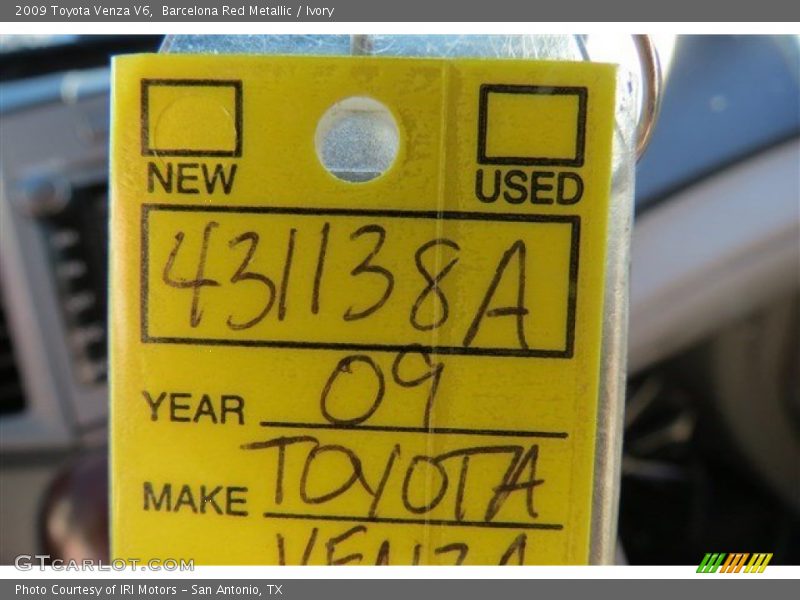 2009 Toyota Venza V6,  Barcelona Red Metallic / Ivory
NEW USED
431138A
YEAR 09
MAKE TOYOTA
VENZA
GTCARLOT.COM
Photo Courtesy of IRI Motors - San Antonio, TX